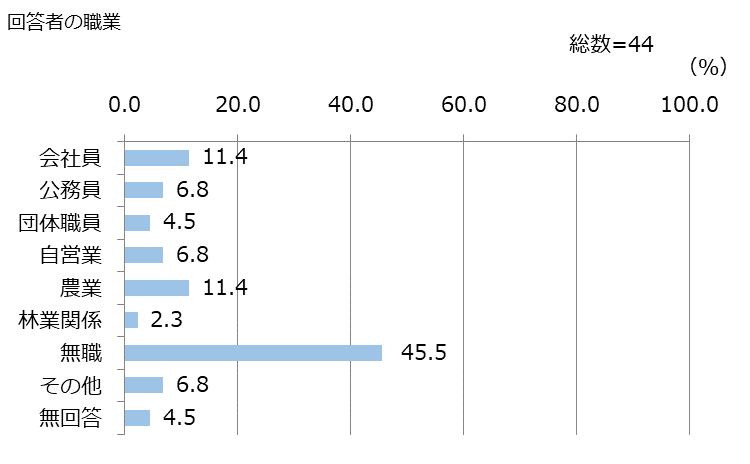 回答者の職業
総数=44
(%)
0.0 20.0 40.0 60.0 80.0 100.0
会社員 11.4
公務員 6.8
団体職員 4.5
自営業 6.8
農業 11.4
林業関係 2.3
無職 45.5
その他 6.8
無回答 4.5